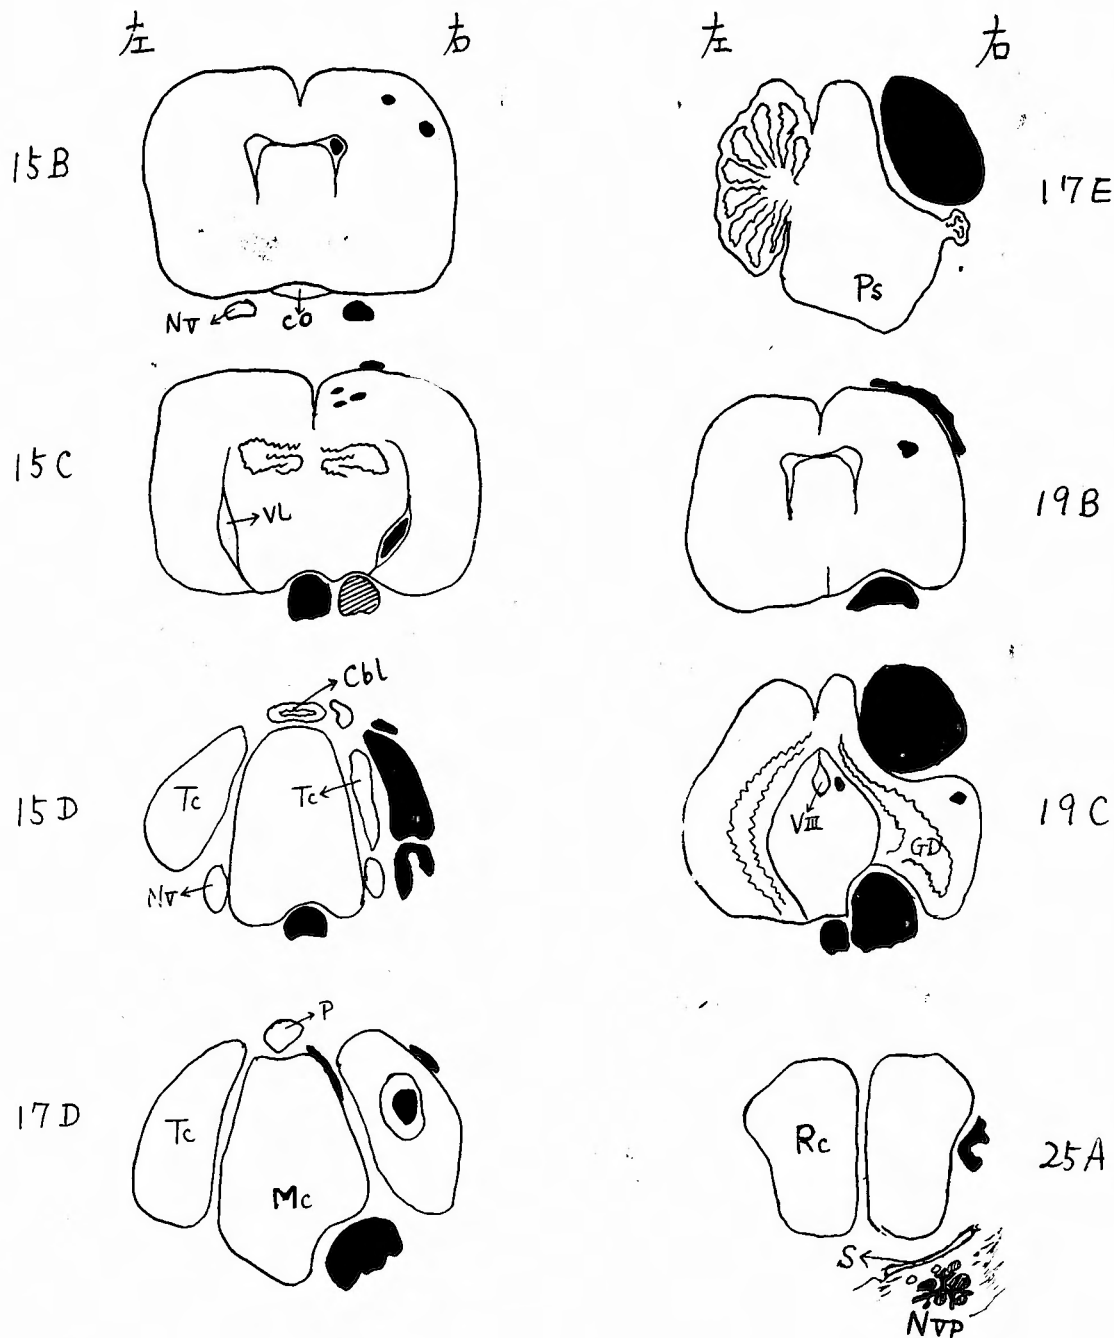 左 右
15B
NV CO
15C
VL
Cbl
15D
Tc Tc
NV
P
17D
Tc
Mc
左 右
17E
Ps
19B
19C
VIII
GD
25A
Rc
S
NVP